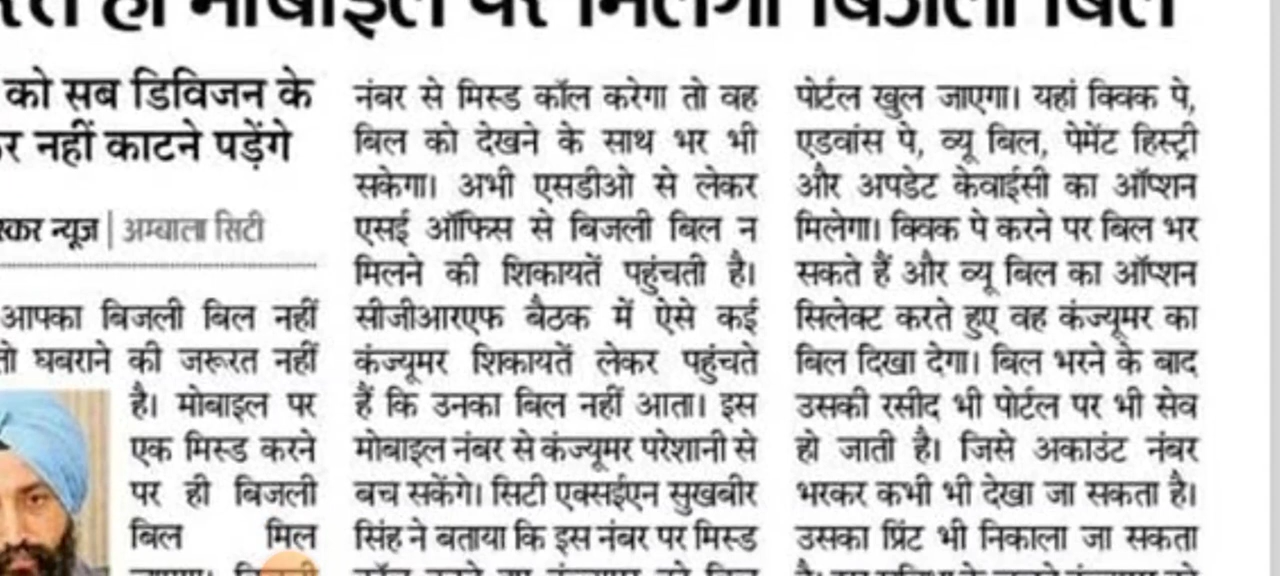 मोबाइल पर मिलेगा बिजली बिल
को सब डिविजन के
नहीं काटने पड़ेंगे
स्कर न्यूज | अम्बाला सिटी
आपका बिजली बिल नहीं
तो घबराने की जरूरत नहीं
है। मोबाइल पर
एक मिस्ड करने
पर ही बिजली
बिल मिल
नंबर से मिस्ड कॉल करेगा तो वह
बिल को देखने के साथ भर भी
सकेगा। अभी एसडीओ से लेकर
एसई ऑफिस से बिजली बिल न
मिलने की शिकायतें पहुंचती है।
सीजीआरएफ बैठक में ऐसे कई
कंज्यूमर शिकायतें लेकर पहुंचते
हैं कि उनका बिल नहीं आता। इस
मोबाइल नंबर से कंज्यूमर परेशानी से
बच सकेंगे। सिटी एक्सईएन सुखबीर
सिंह ने बताया कि इस नंबर पर मिस्ड
पोर्टल खुल जाएगा। यहां क्विक पे,
एडवांस पे, व्यू बिल, पेमेंट हिस्ट्री
और अपडेट केवाईसी का ऑप्शन
मिलेगा। क्विक पे करने पर बिल भर
सकते हैं और व्यू बिल का ऑप्शन
सिलेक्ट करते हुए वह कंज्यूमर का
बिल दिखा देगा। बिल भरने के बाद
उसकी रसीद भी पोर्टल पर भी सेव
हो जाती है। जिसे अकाउंट नंबर
भरकर कभी भी देखा जा सकता है।
उसका प्रिंट भी निकाला जा सकता